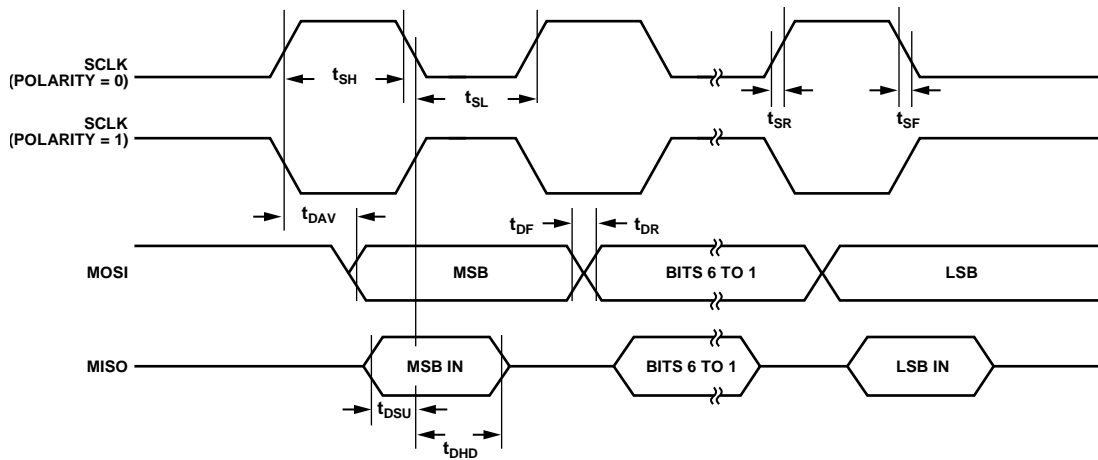 SCLK
(POLARITY = 0)
tSH
tSL
tSR
tSF
SCLK
(POLARITY = 1)
tDAV
tDF
tDR
MOSI
MSB
BITS 6 TO 1
LSB
MISO
MSB IN
BITS 6 TO 1
LSB IN
tDSU
tDHD